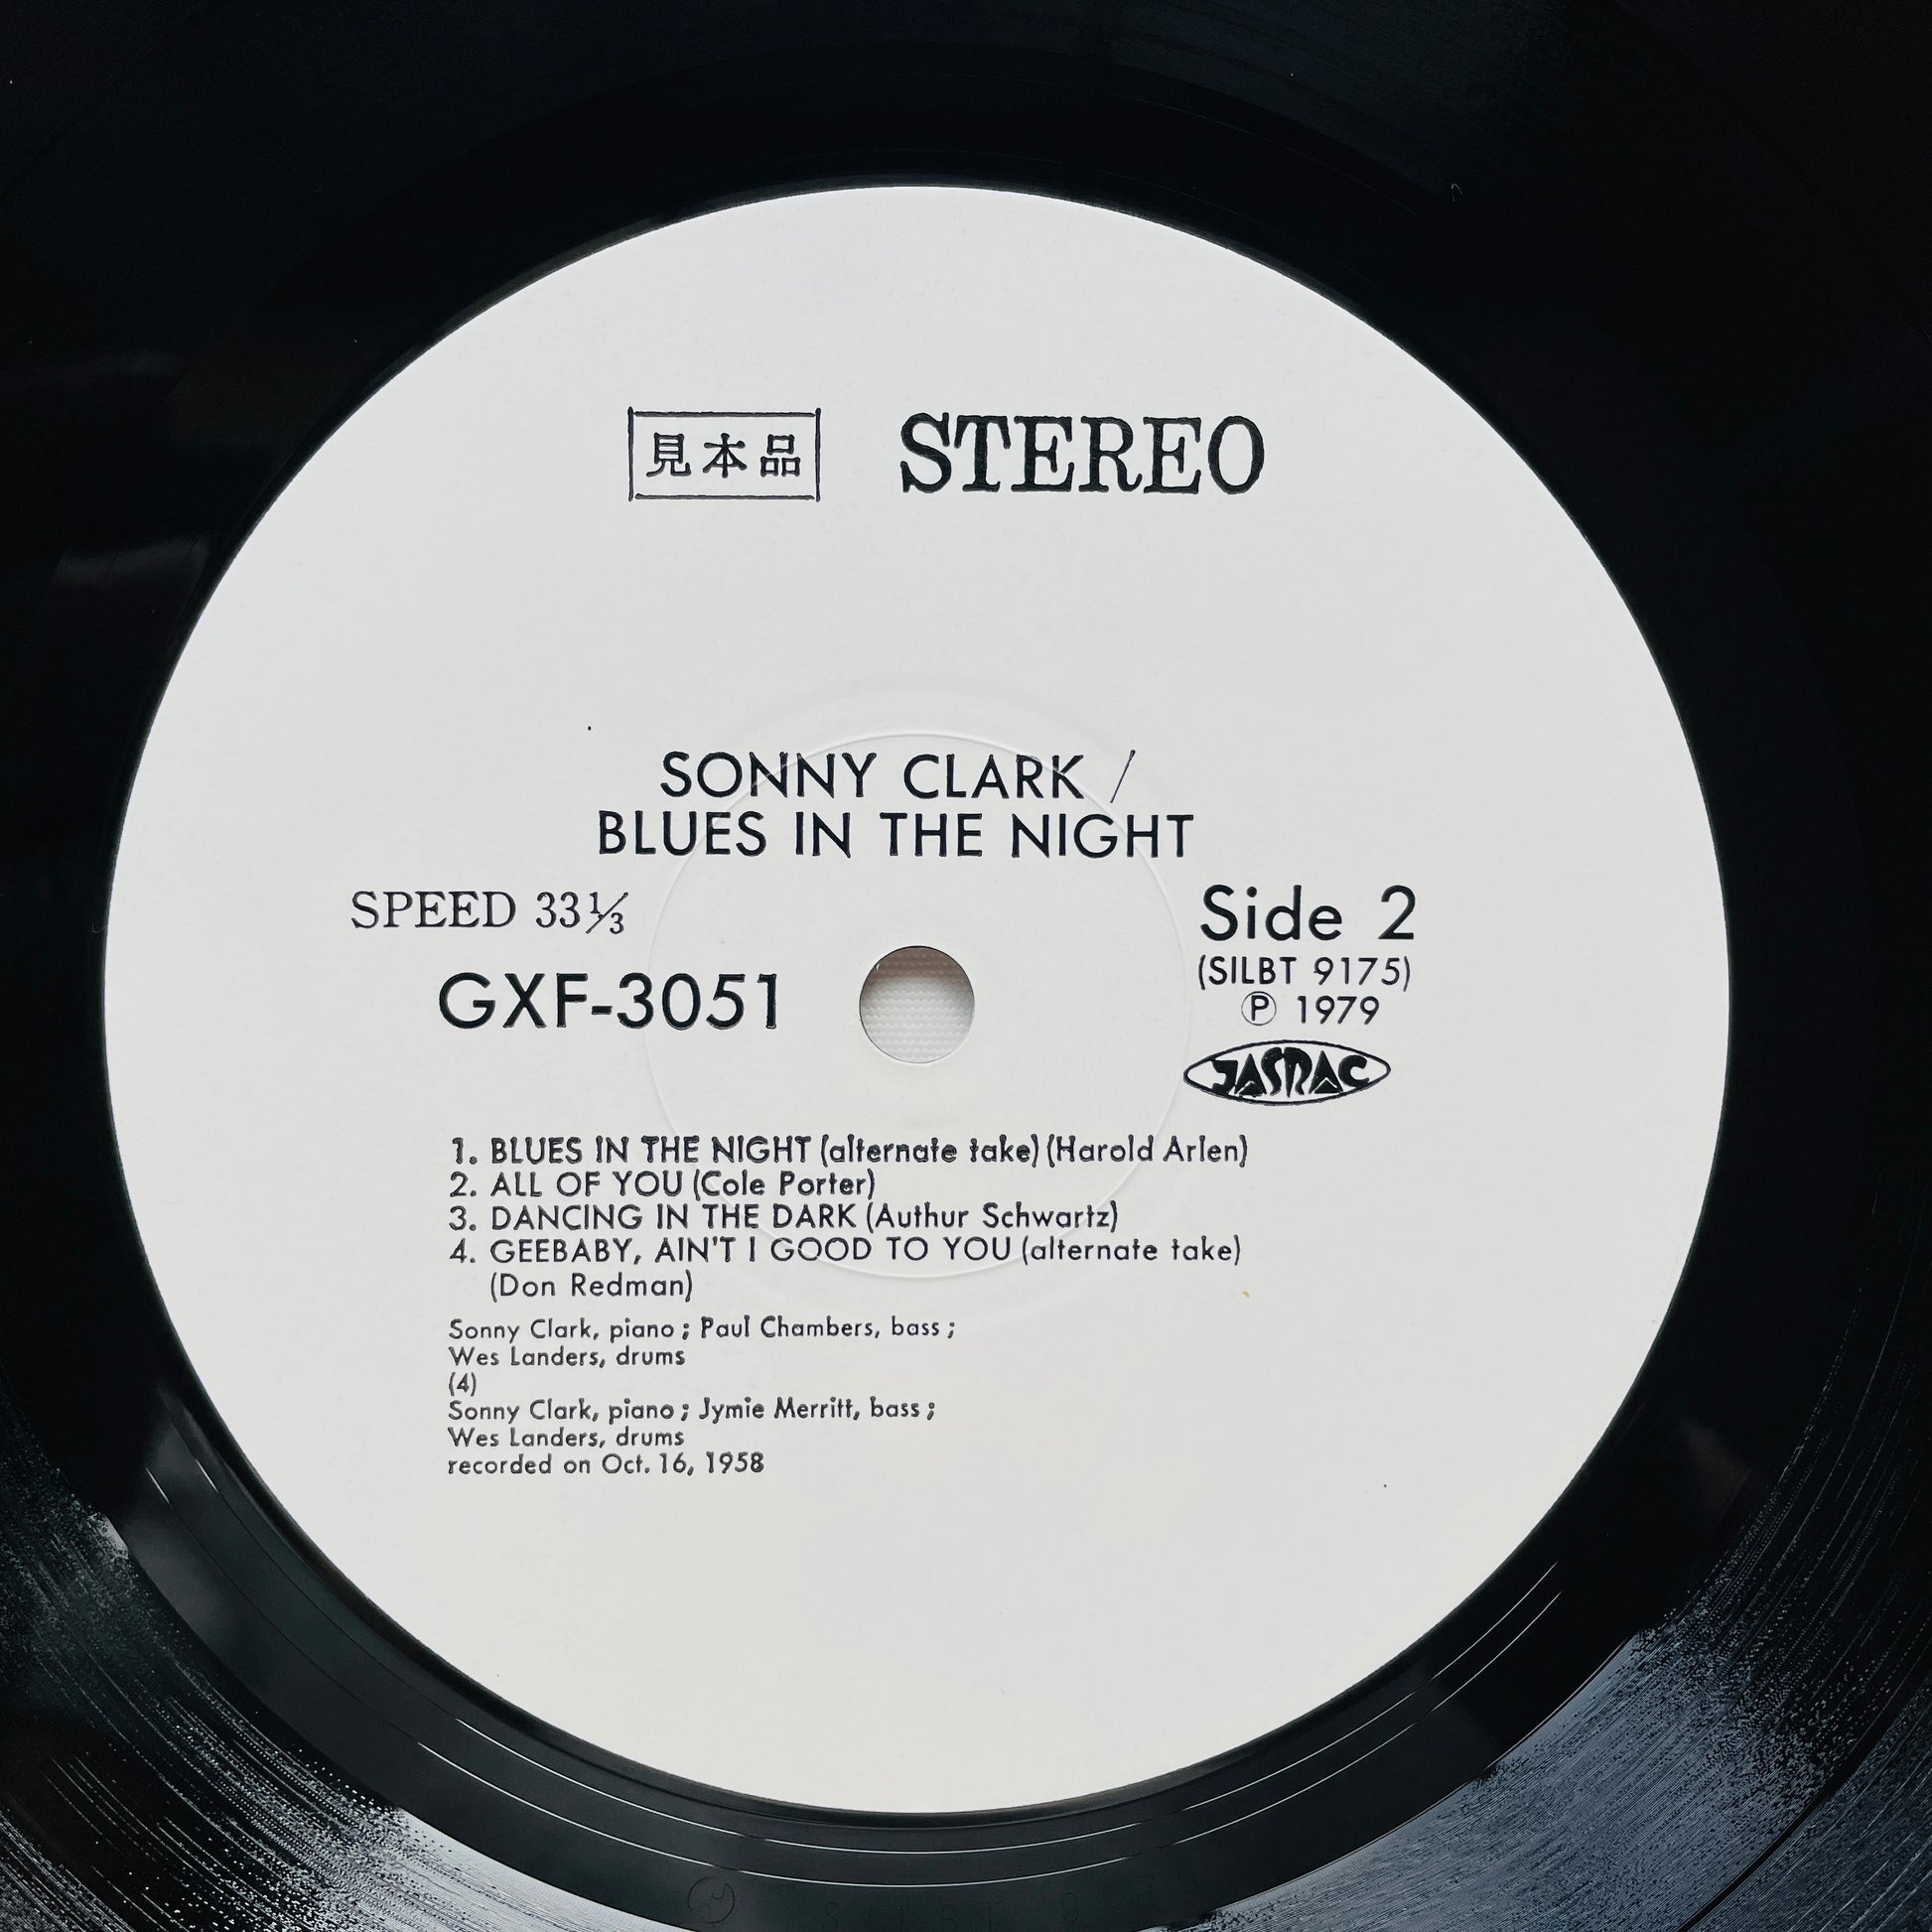 見本品 STEREO
SONNY CLARK /
BLUES IN THE NIGHT
SPEED 33⅓
Side 2
GXF-3051
(SILBT 9175)
Ⓟ 1979
JASRAC
1. BLUES IN THE NIGHT (alternate take) (Harold Arlen)
2. ALL OF YOU (Cole Porter)
3. DANCING IN THE DARK (Authur Schwartz)
4. GEEBABY, AIN'T I GOOD TO YOU (alternate take)
(Don Redman)
Sonny Clark, piano ; Paul Chambers, bass ;
Wes Landers, drums
(4)
Sonny Clark, piano ; Jymie Merritt, bass ;
Wes Landers, drums
recorded on Oct. 16, 1958